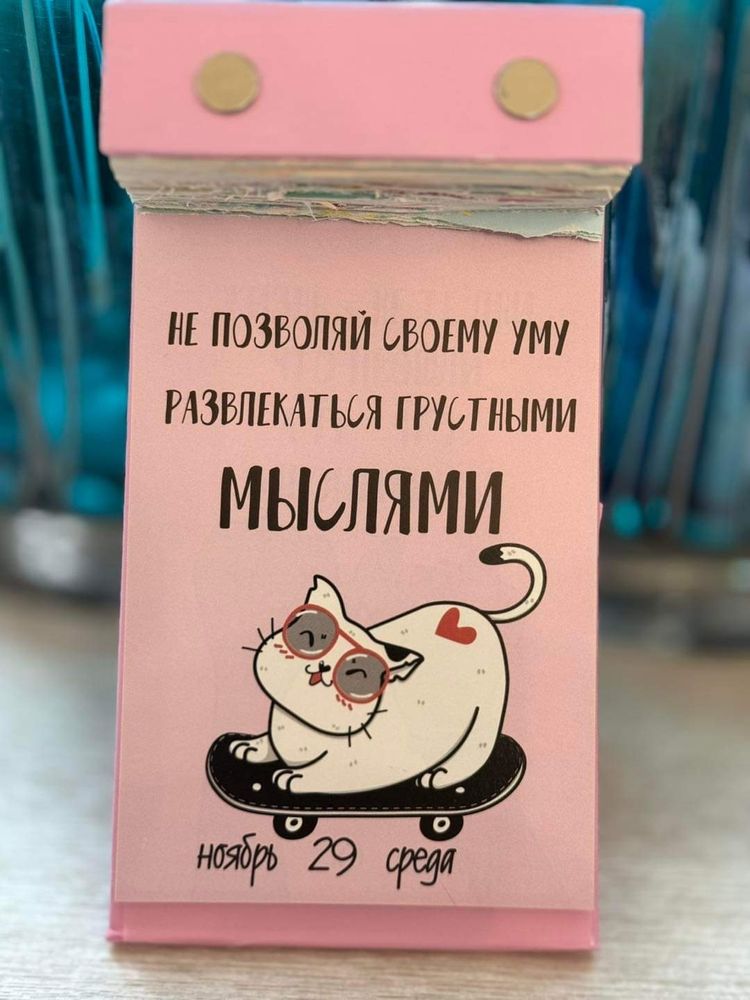 НЕ ПОЗВОЛЯЙ СВОЕМУ УМУ
РАЗВЛЕКАТЬСЯ ГРУСТНЫМИ
МЫСЛЯМИ
ноябрь 29 среда